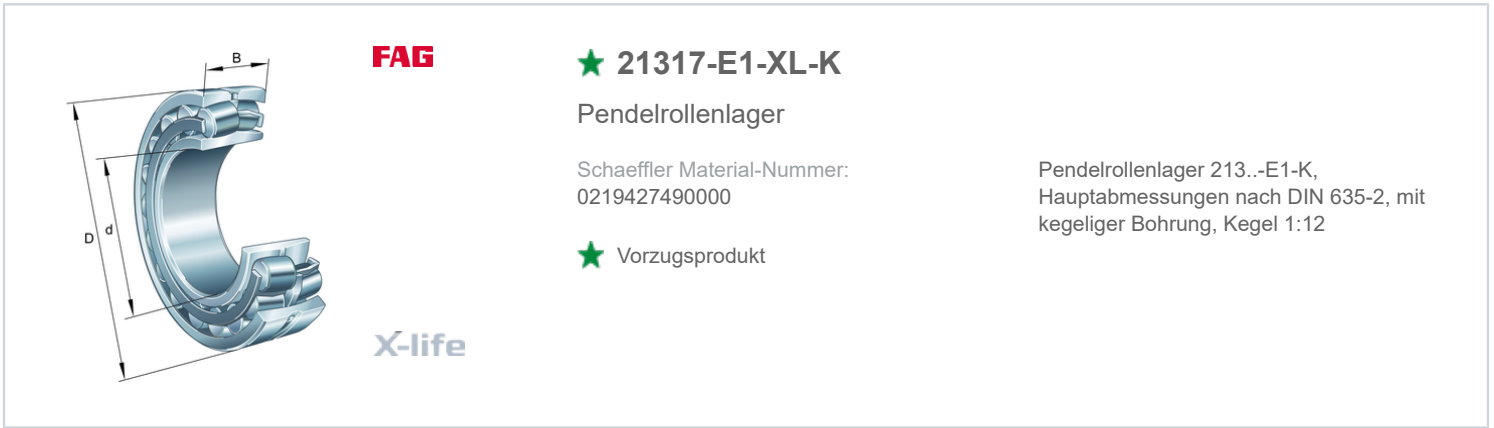 B
D
d
FAG
X-life
21317-E1-XL-K
Pendelrollenlager
Schaeffler Material-Nummer:
0219427490000
Vorzugsprodukt
Pendelrollenlager 213..-E1-K,
Hauptabmessungen nach DIN 635-2, mit
kegeliger Bohrung, Kegel 1:12